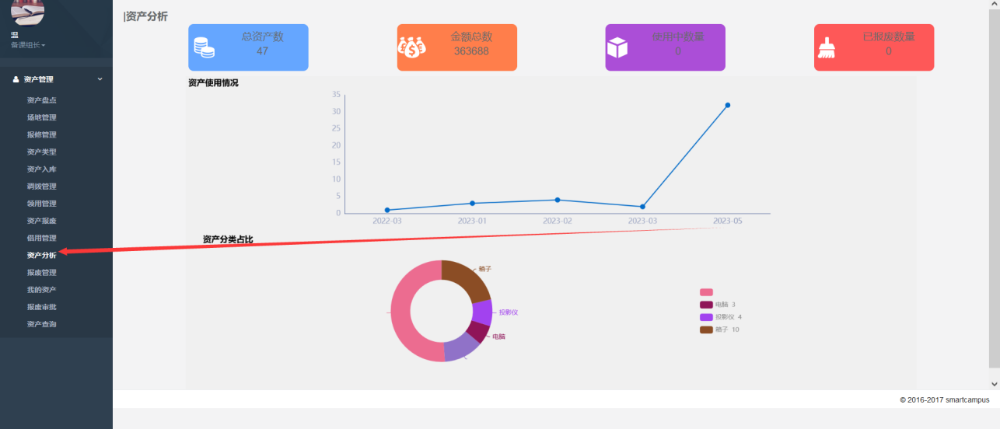 温
备课组长
资产管理
资产盘点
场地管理
报修管理
资产类型
资产入库
调拨管理
领用管理
资产报废
借用管理
资产分析
报废管理
我的资产
报废审批
资产查询
|资产分析
总资产数
47
金额总数
363688
使用中数量
0
已报废数量
0
资产使用情况
35
30
25
20
15
10
5
0
2022-03
2023-01
2023-02
2023-03
2023-05
资产分类占比
箱子
投影仪
电脑
电脑 3
投影仪 4
箱子 10
© 2016-2017 smartcampus